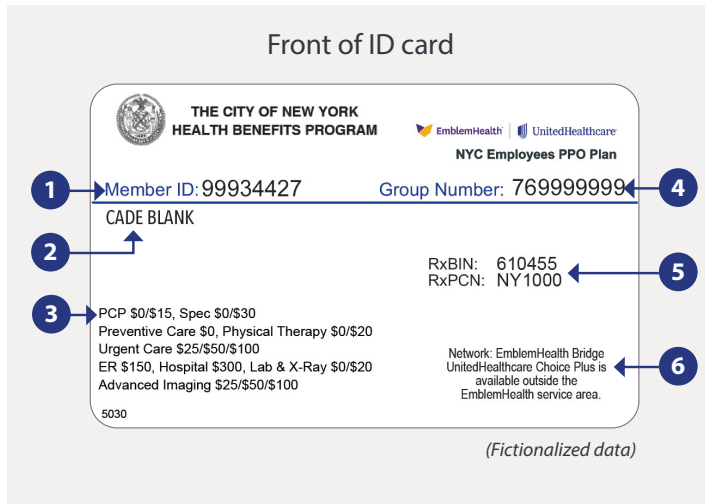 Front of ID card
THE CITY OF NEW YORK
HEALTH BENEFITS PROGRAM
EmblemHealth UnitedHealthcare
NYC Employees PPO Plan
1 Member ID: 99934427 Group Number: 769999999 4
CADE BLANK
2
RxBIN: 610455
RxPCN: NY1000
5
3 PCP $0/$15, Spec $0/$30
Preventive Care $0, Physical Therapy $0/$20
Urgent Care $25/$50/$100
ER $150, Hospital $300, Lab & X-Ray $0/$20
Advanced Imaging $25/$50/$100
Network: EmblemHealth Bridge
UnitedHealthcare Choice Plus is
available outside the
EmblemHealth service area.
6
5030
(Fictionalized data)